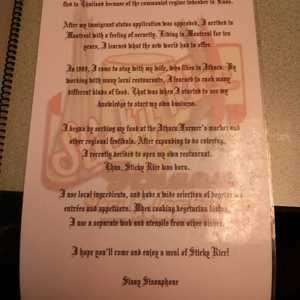 fled to Thailand because of the communist regime takeover in Laos.
After my immigrant status application was approved, I arrived in
Montreal with a feeling of security. Living in Montreal for ten
years, I learned what the new world had to offer.
In 1989, I came to stay with my wife, who lives in Ithaca. By
working with many local restaurants, I learned to cook many
different kinds of food. That was when I started to use my
knowledge to start my own business.
I began by serving my food at the Ithaca Farmer's market and
other regional festivals. After expanding to do catering,
I recently decided to open my own restaurant.
Thus, Sticky Rice was born.
I use local ingredients, and have a wide selection of vegetarian
entrées and appetizers. When cooking vegetarian dishes,
I use a separate wok and utensils from other dishes.
I hope you'll come and enjoy a meal of Sticky Rice!
Sisouphone